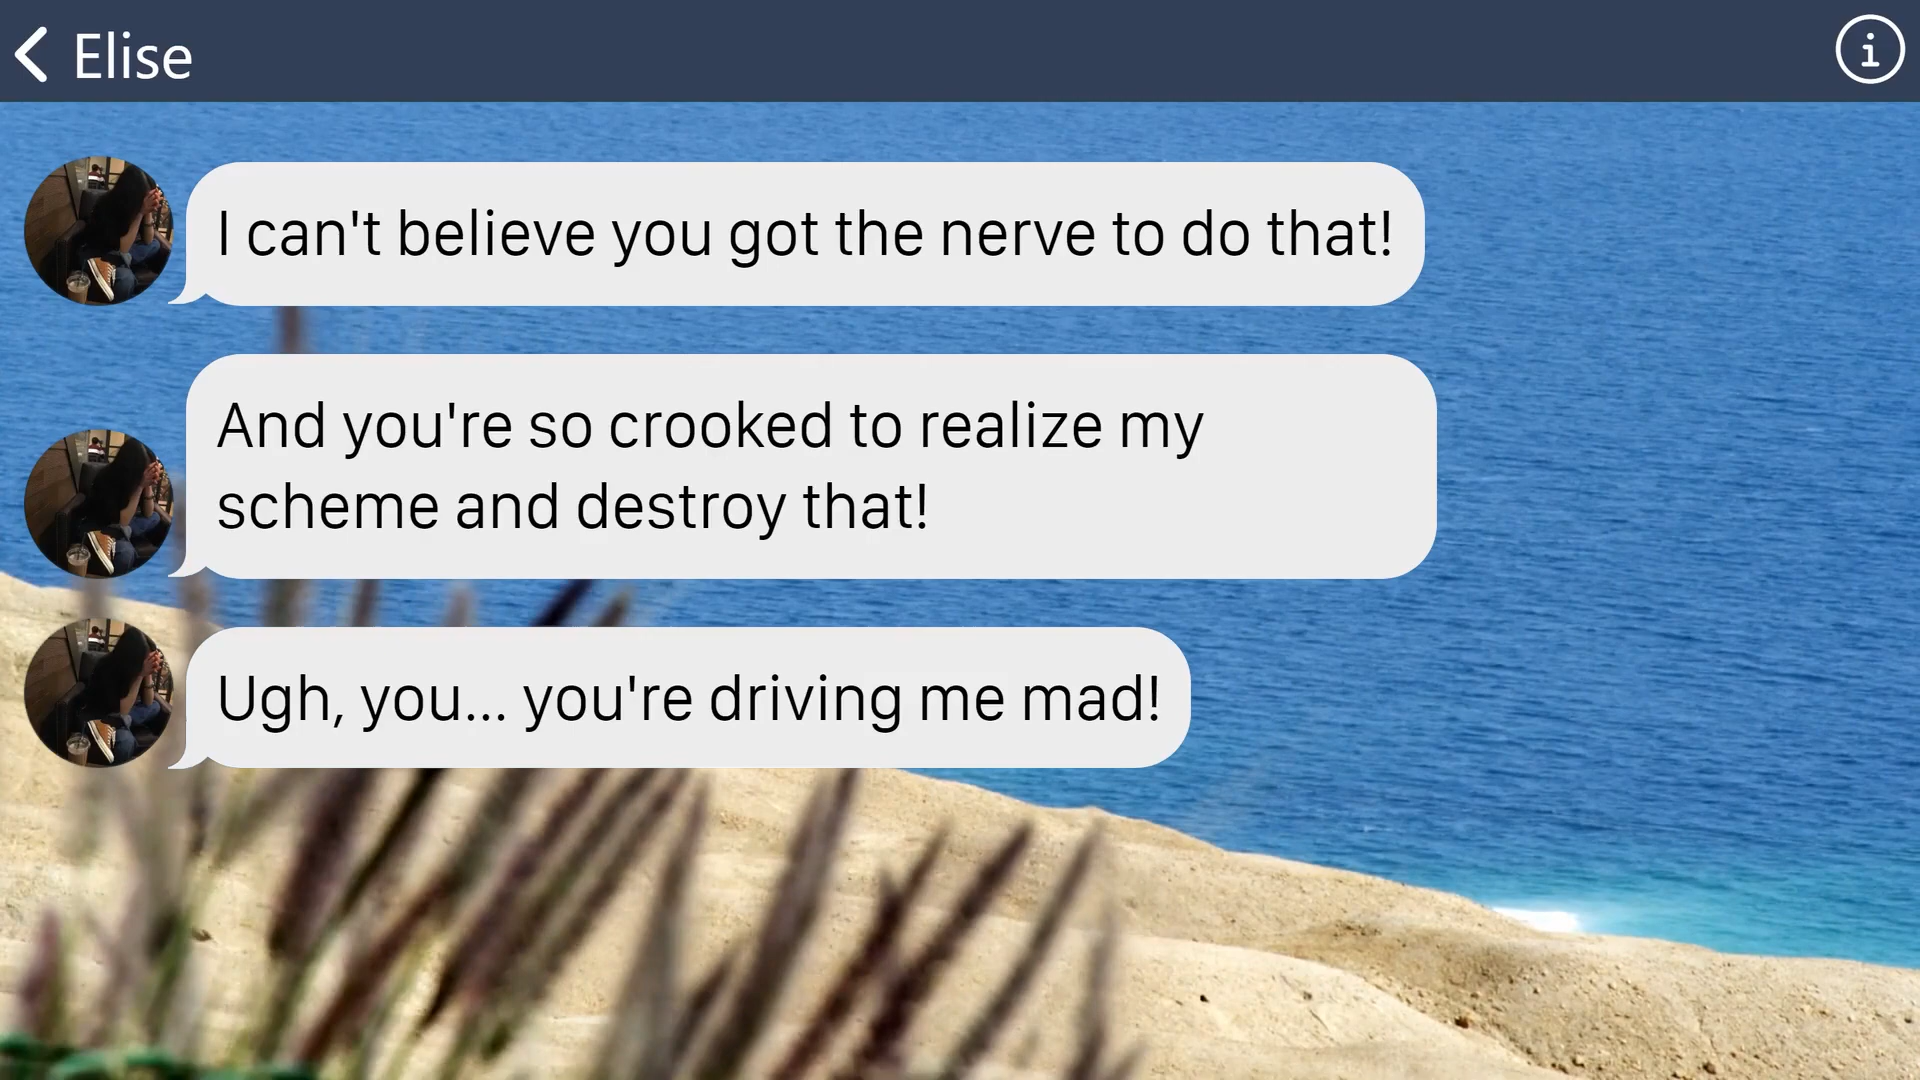 Elise
I can't believe you got the nerve to do that!
And you're so crooked to realize my
scheme and destroy that!
Ugh, you... you're driving me mad!